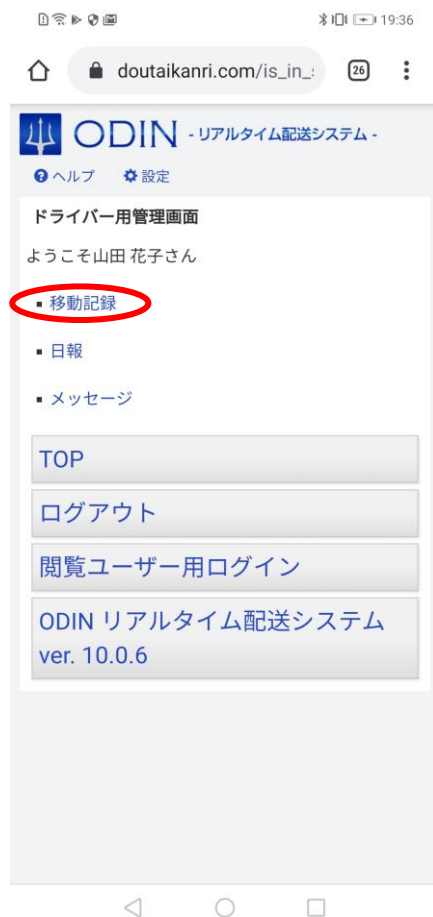 19:36
doutaikanri.com/is_in_s
26
ODIN - リアルタイム配送システム -
ヘルプ 設定
ドライバー用管理画面
ようこそ山田 花子さん
移動記録
日報
メッセージ
TOP
ログアウト
閲覧ユーザー用ログイン
ODIN リアルタイム配送システム
ver. 10.0.6